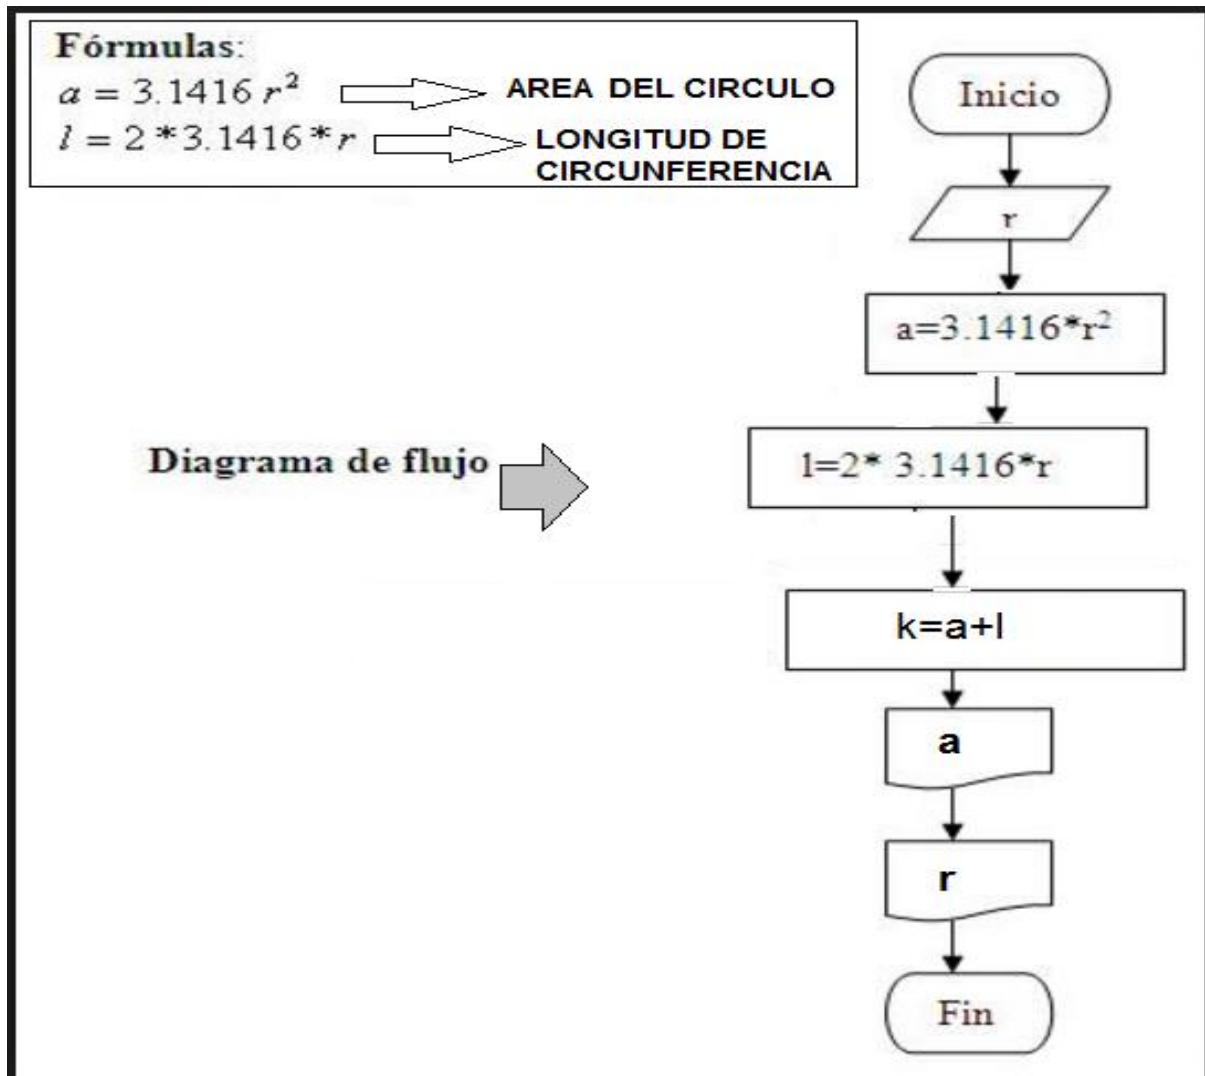 Fórmulas:
a = 3.1416 r²
AREA DEL CIRCULO
l = 2 *3.1416* r
LONGITUD DE
CIRCUNFERENCIA
Diagrama de flujo
Inicio
r
a=3.1416*r²
l=2* 3.1416*r
k=a+l
a
r
Fin